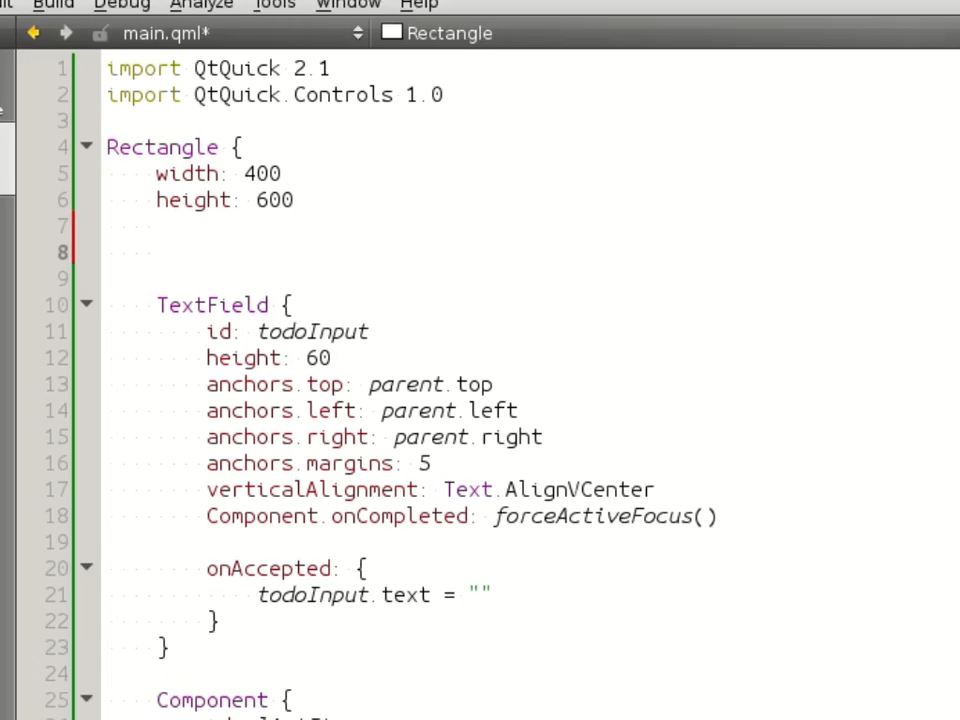 Build Debug Analyze Tools Window Help
main.qml* Rectangle
1 import QtQuick 2.1
2 import QtQuick.Controls 1.0
3
4 Rectangle {
5 width: 400
6 height: 600
7
8
9
10 TextField {
11 id: todoInput
12 height: 60
13 anchors.top: parent.top
14 anchors.left: parent.left
15 anchors.right: parent.right
16 anchors.margins: 5
17 verticalAlignment: Text.AlignVCenter
18 Component.onCompleted: forceActiveFocus()
19
20 onAccepted: {
21 todoInput.text = ""
22 }
23 }
24
25 Component {